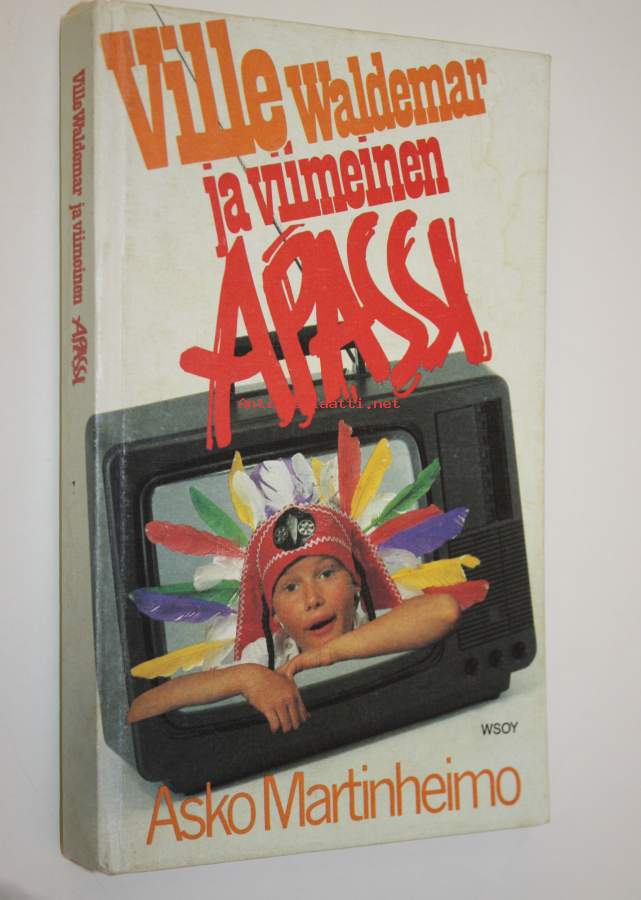 Ville Waldemar
ja viimeinen
APASSI
WSOY
Asko Martinheimo
Ville Waldemar ja viimeinen APASSI